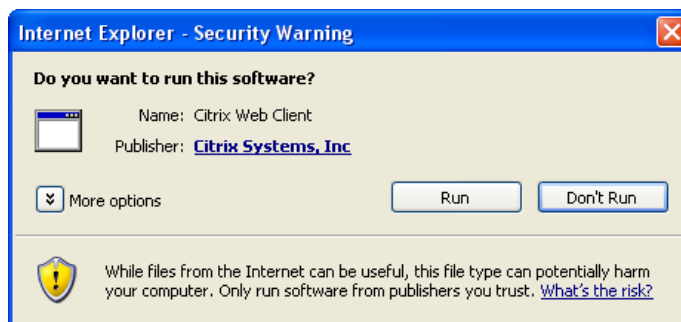 Internet Explorer - Security Warning
Do you want to run this software?
Name: Citrix Web Client
Publisher: Citrix Systems, Inc
More options
Run
Don't Run
While files from the Internet can be useful, this file type can potentially harm
your computer. Only run software from publishers you trust. What's the risk?